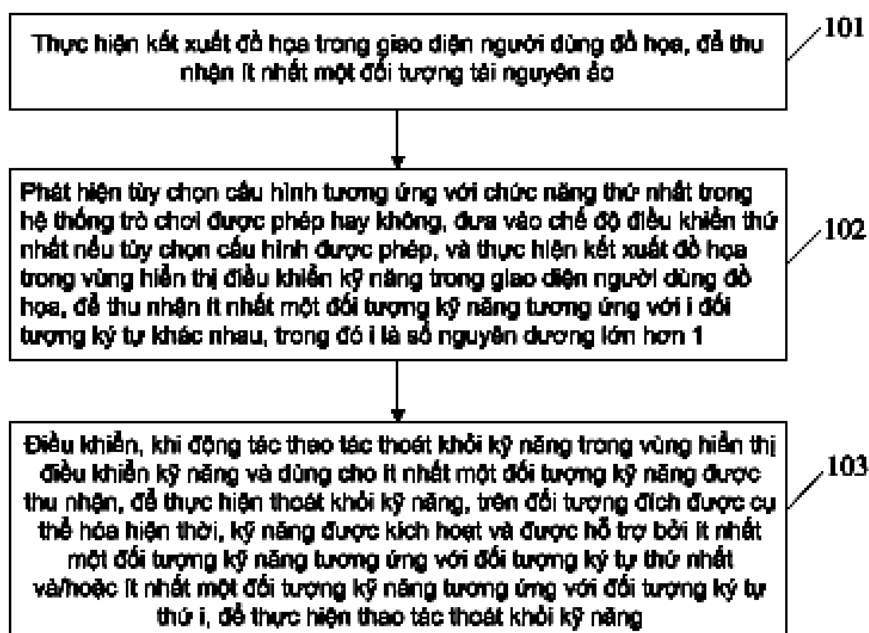 Thực hiện kết xuất đồ họa trong giao diện người dùng đồ họa, để thu
nhận ít nhất một đối tượng tài nguyên ảo
101
Phát hiện tùy chọn cấu hình tương ứng với chức năng thứ nhất trong
hệ thống trò chơi được phép hay không, đưa vào chế độ điều khiển thứ
nhất nếu tùy chọn cấu hình được phép, và thực hiện kết xuất đồ họa
trong vùng hiển thị điều khiển kỹ năng trong giao diện người dùng đồ
họa, để thu nhận ít nhất một đối tượng kỹ năng tương ứng với i đối
tượng ký tự khác nhau, trong đó i là số nguyên dương lớn hơn 1
102
Điều khiển, khi động tác thao tác thoát khỏi kỹ năng trong vùng hiển thị
điều khiển kỹ năng và dùng cho ít nhất một đối tượng kỹ năng được
thu nhận, để thực hiện thoát khỏi kỹ năng, trên đối tượng đích được cụ
thể hóa hiện thời, kỹ năng được kích hoạt và được hỗ trợ bởi ít nhất
một đối tượng kỹ năng tương ứng với đối tượng ký tự thứ nhất
và/hoặc ít nhất một đối tượng kỹ năng tương ứng với đối tượng ký tự
thứ i, để thực hiện thao tác thoát khỏi kỹ năng
103